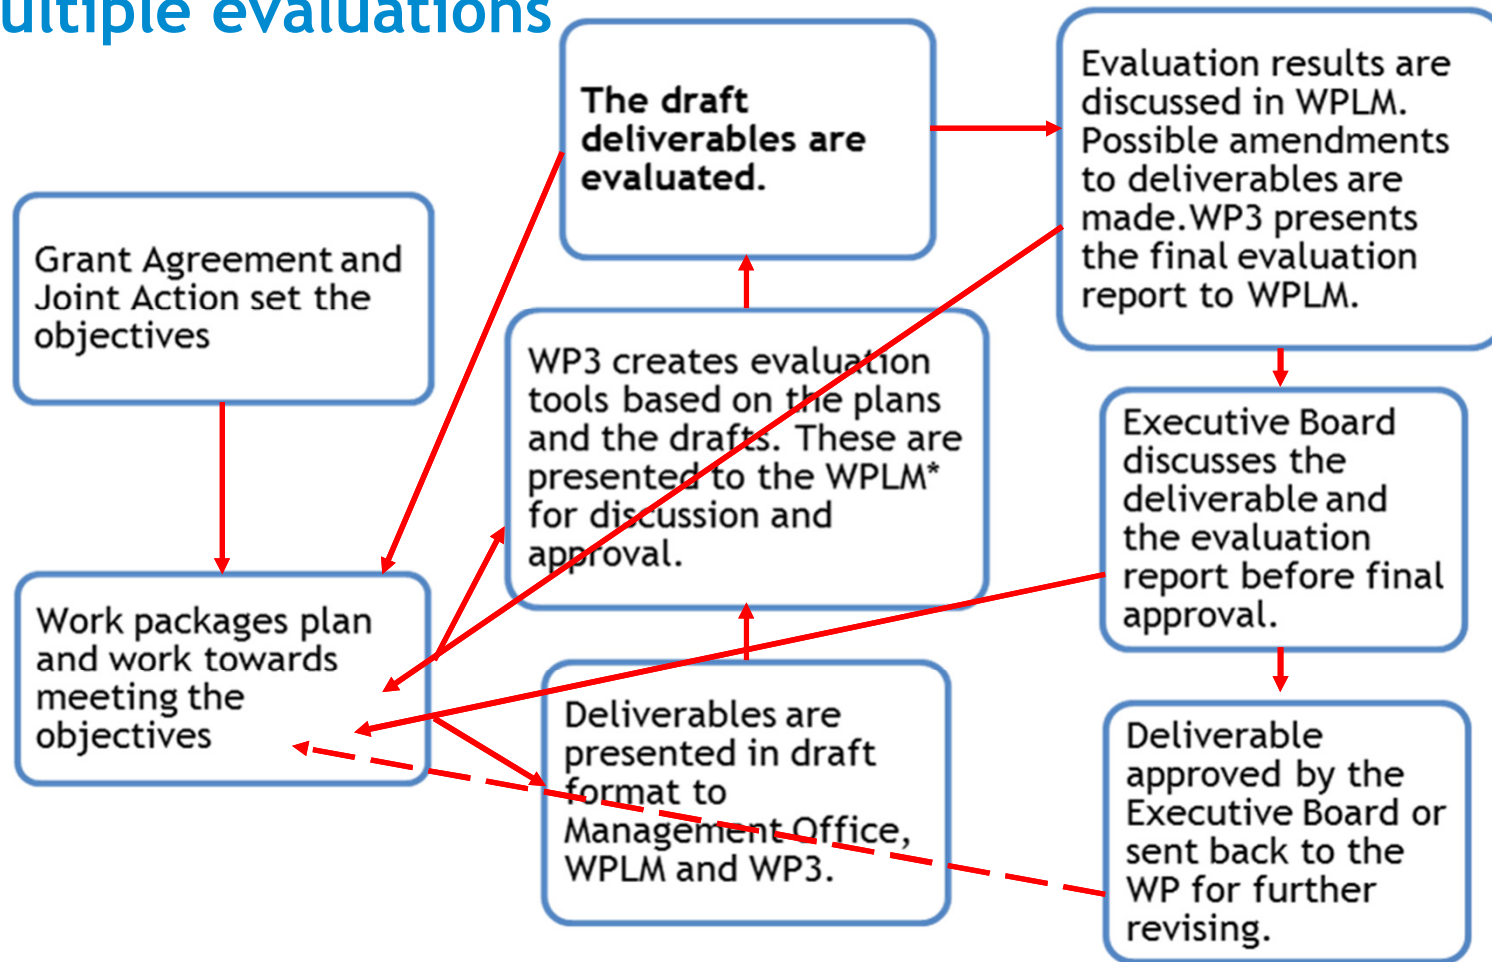 ultiple evaluations
The draft
deliverables are
evaluated.
Evaluation results are
discussed in WPLM.
Possible amendments
to deliverables are
made.WP3 presents
the final evaluation
report to WPLM.
Grant Agreement and
Joint Action set the
objectives
WP3 creates evaluation
tools based on the plans
and the drafts. These are
presented to the WPLM*
for discussion and
approval.
Executive Board
discusses the
deliverable and
the evaluation
report before final
approval.
Work packages plan
and work towards
meeting the
objectives
Deliverables are
presented in draft
format to
Management Office,
WPLM and WP3.
Deliverable
approved by the
Executive Board or
sent back to the
WP for further
revising.